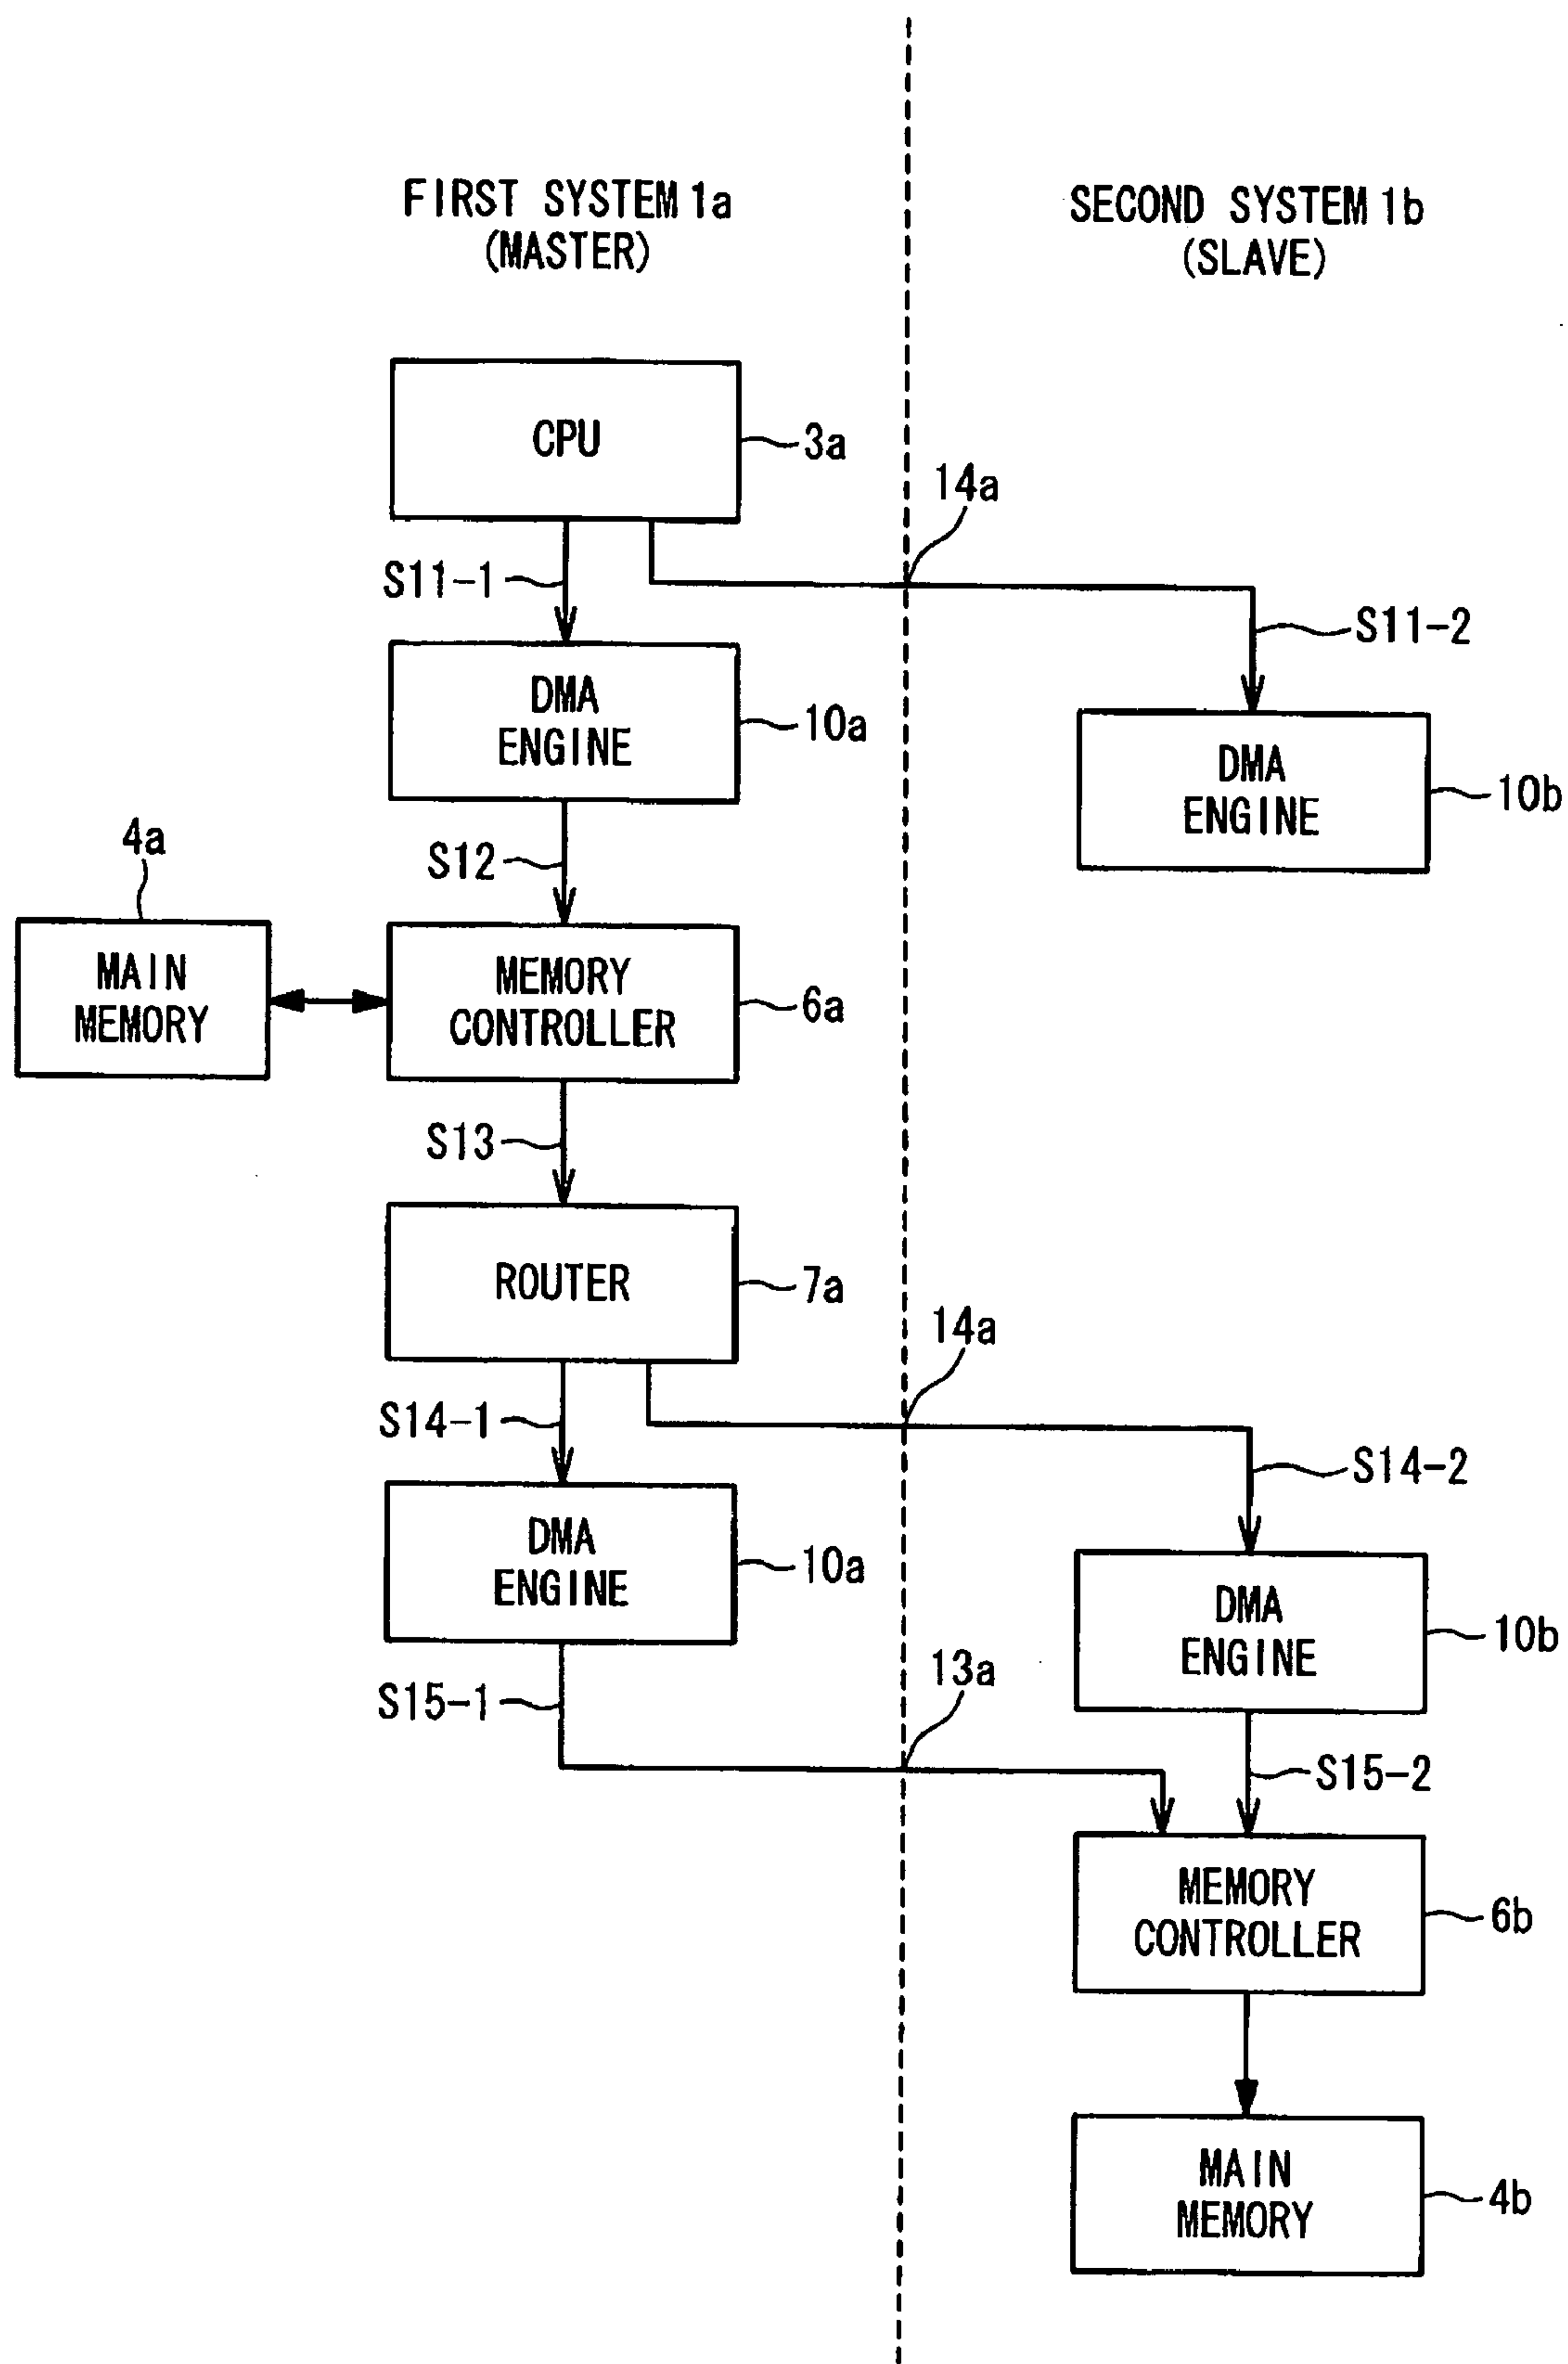 FIRST SYSTEM 1a
(MASTER)
SECOND SYSTEM 1b
(SLAVE)
CPU
3a
14a
S11-1
S11-2
DMA
ENGINE
10a
DMA
ENGINE
10b
4a
S12
MAIN
MEMORY
MEMORY
CONTROLLER
6a
S13
ROUTER
7a
14a
S14-1
S14-2
DMA
ENGINE
10a
DMA
ENGINE
10b
13a
S15-1
S15-2
MEMORY
CONTROLLER
6b
MAIN
MEMORY
4b